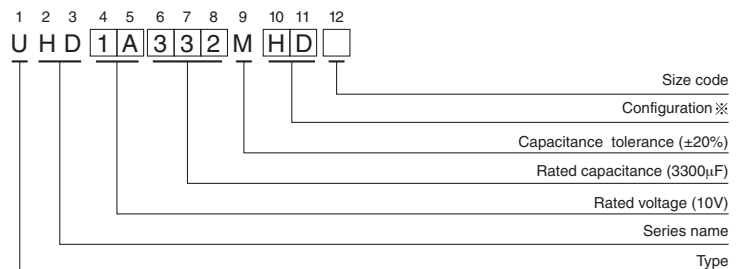 1 2 3 4 5 6 7 8 9 10 11 12
U H D 1 A 3 3 2 M H D
Size code
Configuration※
Capacitance tolerance (±20%)
Rated capacitance (3300µF)
Rated voltage (10V)
Series name
Type